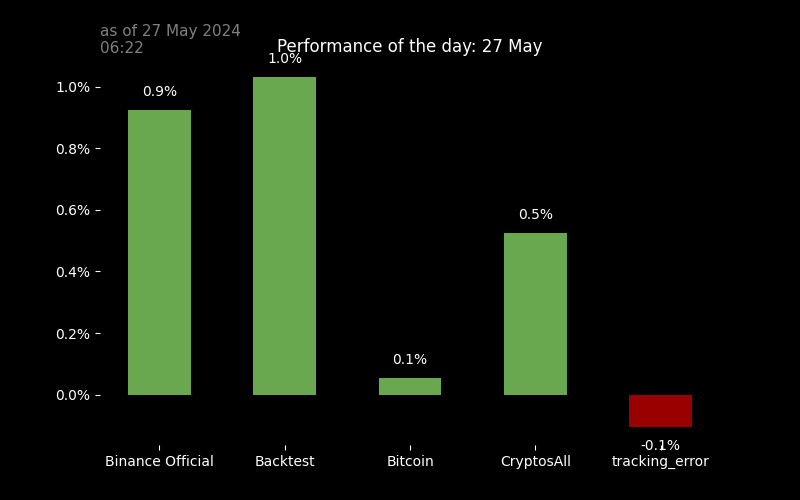 as of 27 May 2024
06:22
Performance of the day: 27 May
1.0%
0.8%
0.6%
0.4%
0.2%
0.0%
0.9%
1.0%
0.1%
0.5%
-0.1%
Binance Official
Backtest
Bitcoin
CryptosAll
tracking_error